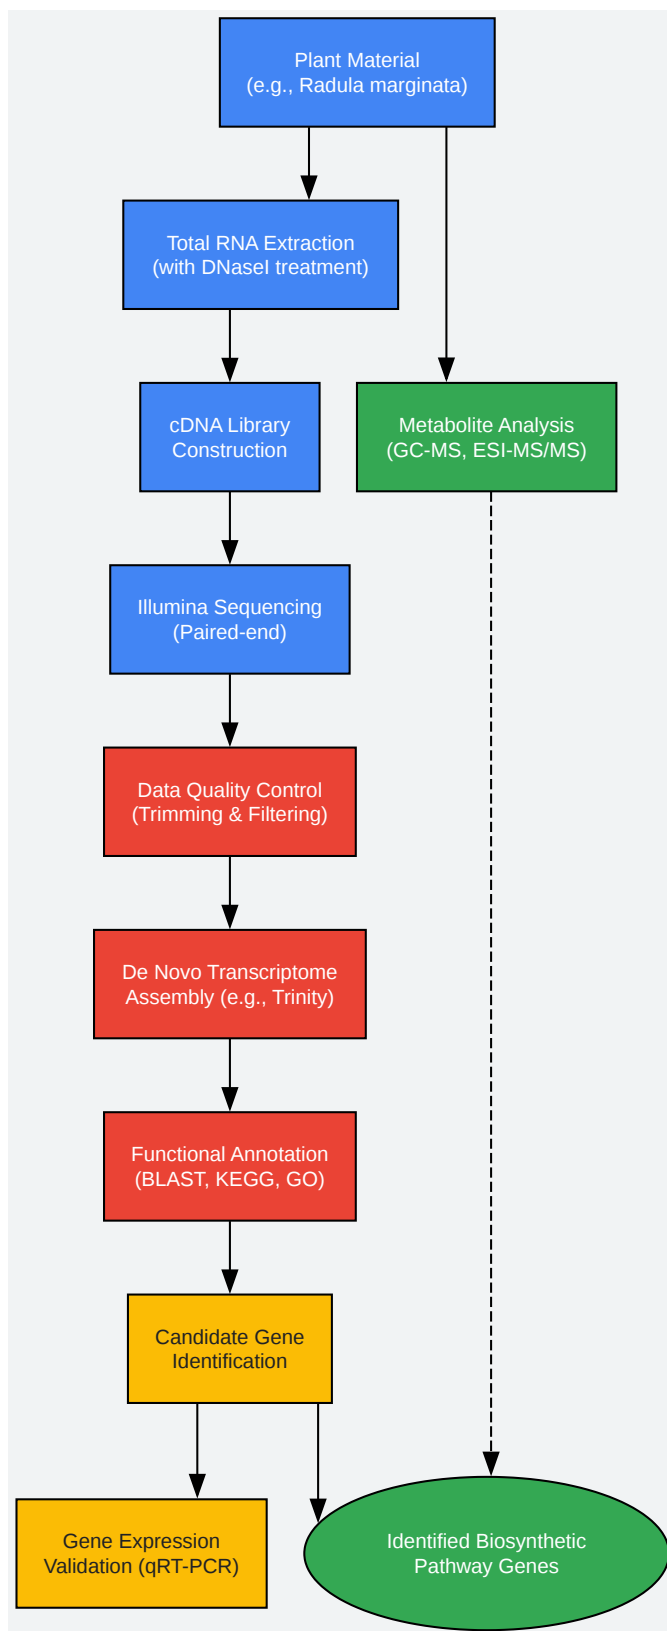 Plant Material
(e.g., Radula marginata)
Total RNA Extraction
(with DNaseI treatment)
cDNA Library
Construction
Metabolite Analysis
(GC-MS, ESI-MS/MS)
Illumina Sequencing
(Paired-end)
Data Quality Control
(Trimming & Filtering)
De Novo Transcriptome
Assembly (e.g., Trinity)
Functional Annotation
(BLAST, KEGG, GO)
Candidate Gene
Identification
Gene Expression
Validation (qRT-PCR)
Identified Biosynthetic
Pathway Genes